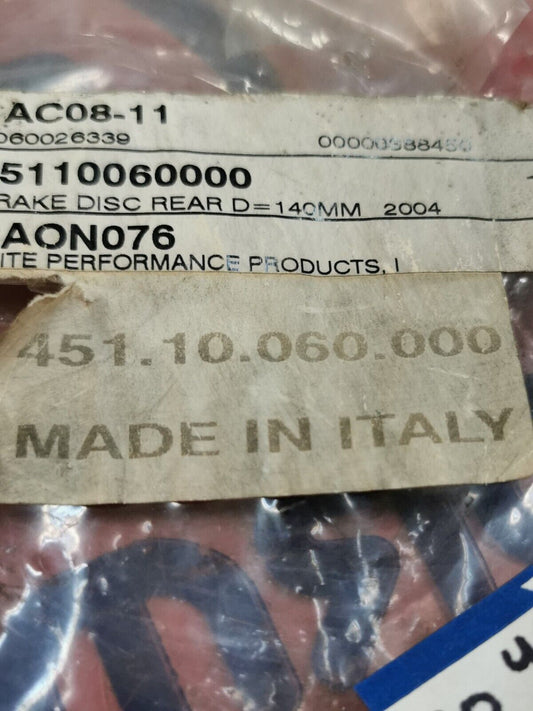 AC08-11
060026339 00000988450
5110060000
RAKE DISC REAR D=140MM 2004
AON076
ITE PERFORMANCE PRODUCTS, I
451.10.060.000
MADE IN ITALY